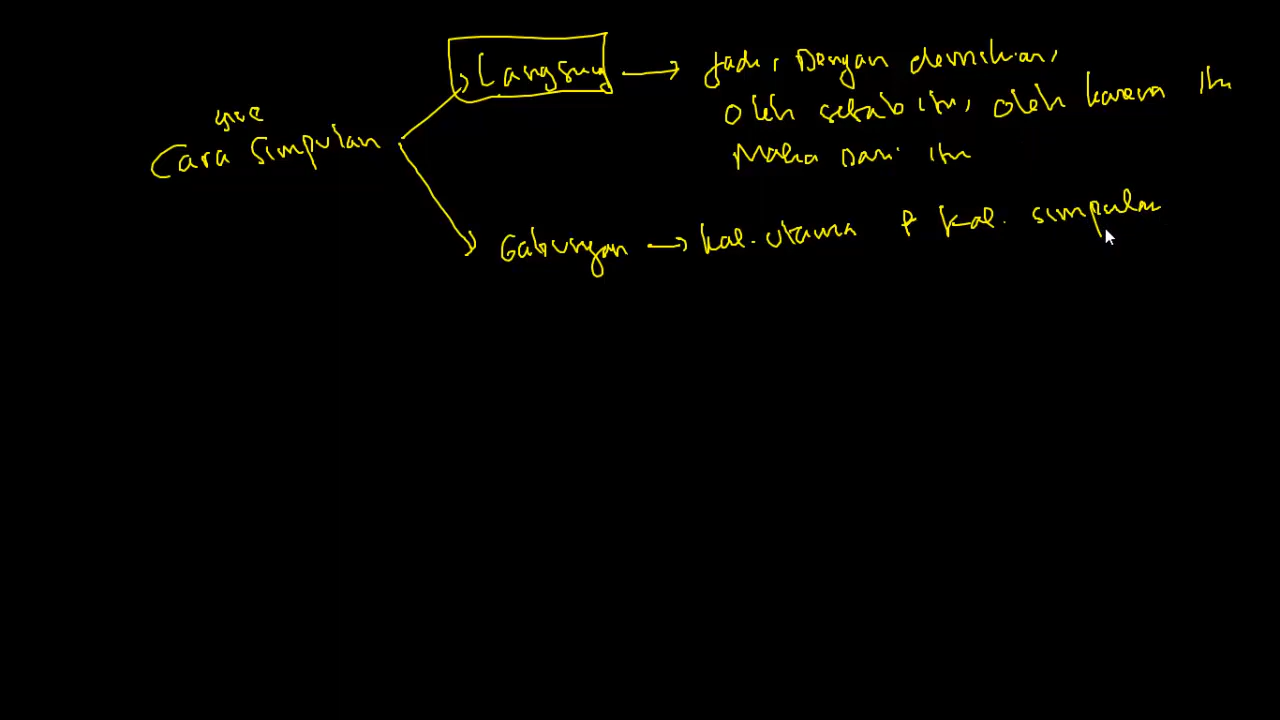 Cara Simpulan
Langsung → Jadi, Dengan demikian,
Oleh sebab itu, Oleh karena itu
Maka Dari itu
Gabungan → kal. utama + kal. simpulan